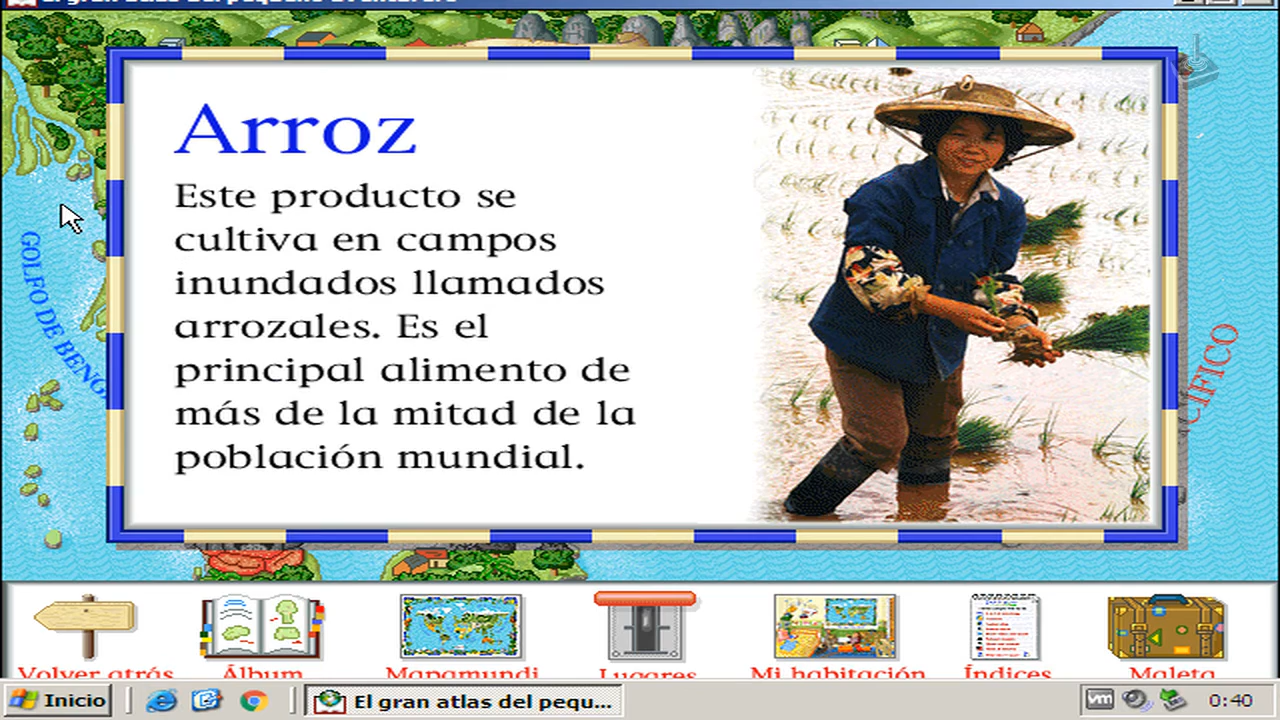 Arroz
Este producto se
cultiva en campos
inundados llamados
arrozales. Es el
principal alimento de
más de la mitad de la
población mundial.
GOLFO DE BENG
CÍFICO
Volver atrás
Álbum
Mapamundi
Lugares
Mi habitación
Índices
Maleta
Inicio
El gran atlas del pequ...
vm
0:40